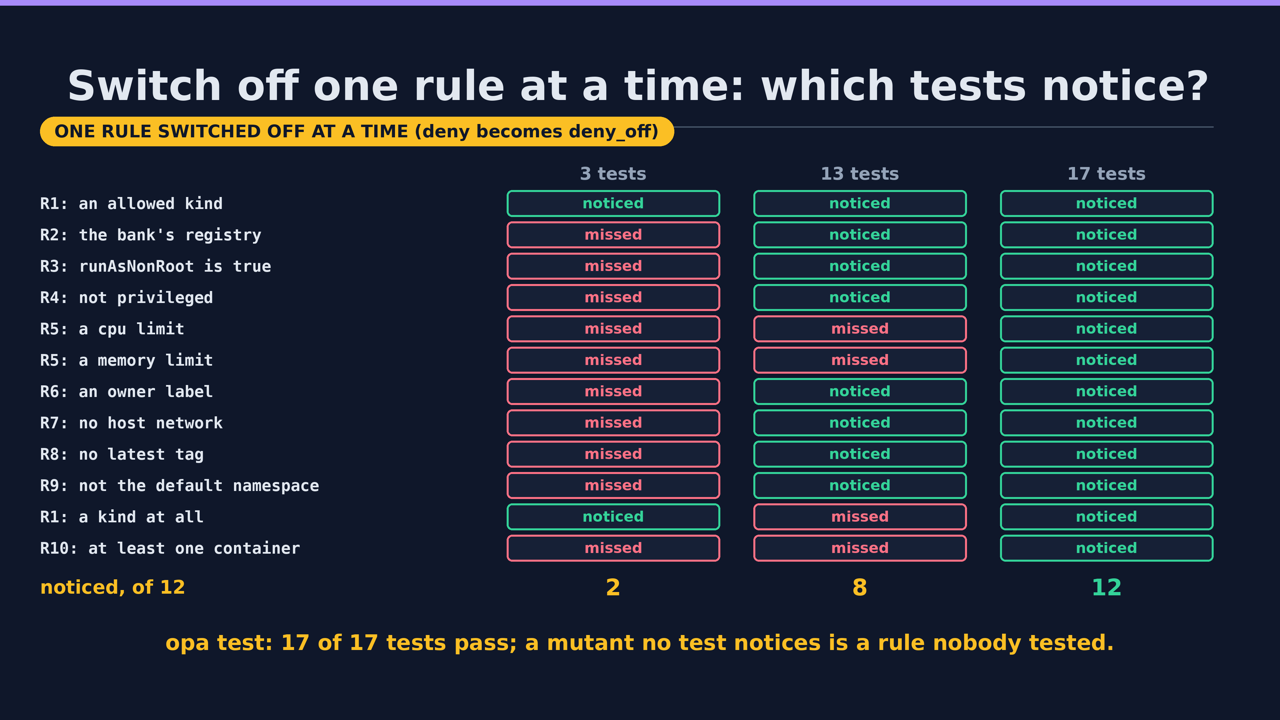 Switch off one rule at a time: which tests notice?
ONE RULE SWITCHED OFF AT A TIME (deny becomes deny_off)
3 tests 13 tests 17 tests
R1: an allowed kind noticed noticed noticed
R2: the bank's registry missed noticed noticed
R3: runAsNonRoot is true missed noticed noticed
R4: not privileged missed noticed noticed
R5: a cpu limit missed missed noticed
R5: a memory limit missed missed noticed
R6: an owner label missed noticed noticed
R7: no host network missed noticed noticed
R8: no latest tag missed noticed noticed
R9: not the default namespace missed noticed noticed
R1: a kind at all noticed missed noticed
R10: at least one container missed missed noticed
noticed, of 12 2 8 12
opa test: 17 of 17 tests pass; a mutant no test notices is a rule nobody tested.